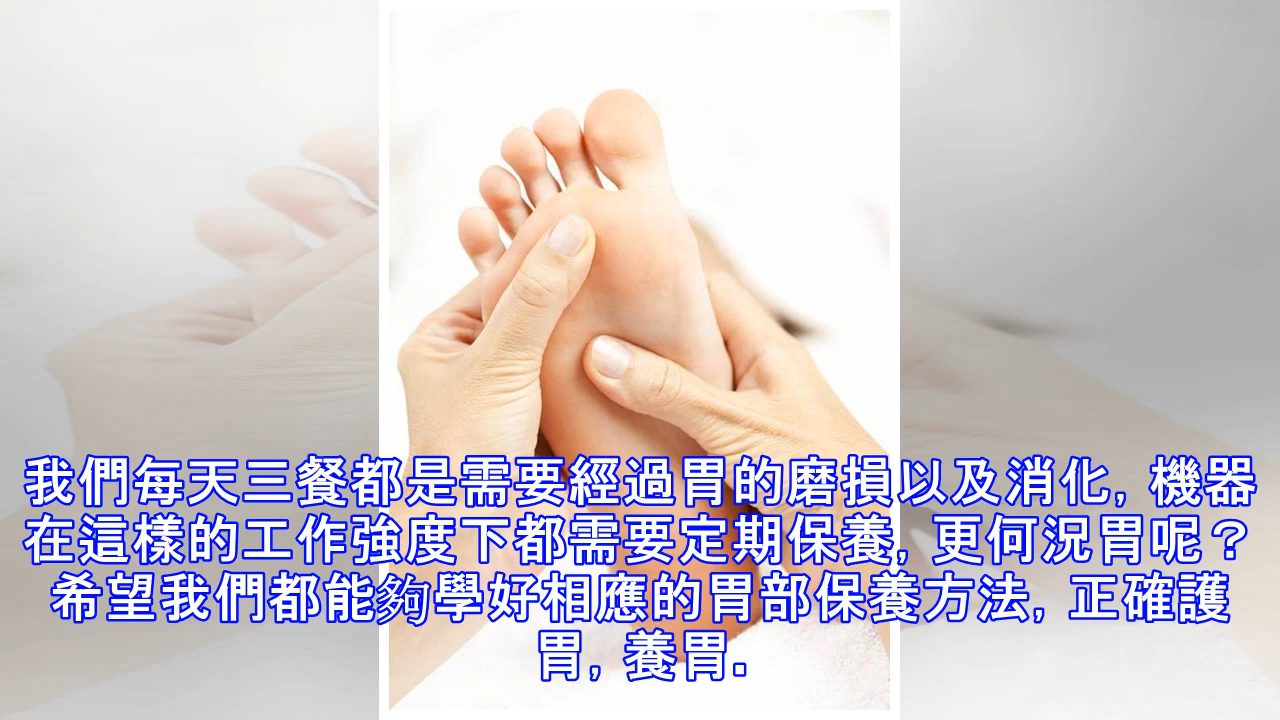 我們每天三餐都是需要經過胃的磨損以及消化, 機器
在這樣的工作強度下都需要定期保養, 更何況胃呢？
希望我們都能夠學好相應的胃部保養方法, 正確護
胃, 養胃.